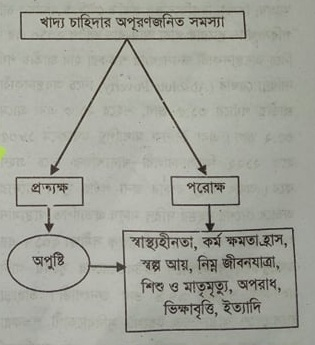 খাদ্য চাহিদার অপূরণজনিত সমস্যা
প্রত্যক্ষ
পরোক্ষ
অপুষ্টি
স্বাস্থ্যহীনতা, কর্ম ক্ষমতা হ্রাস,
স্বল্প আয়, নিম্ন জীবনযাত্রা,
শিশু ও মাতৃমৃত্যু, অপরাধ,
ভিক্ষাবৃত্তি, ইত্যাদি